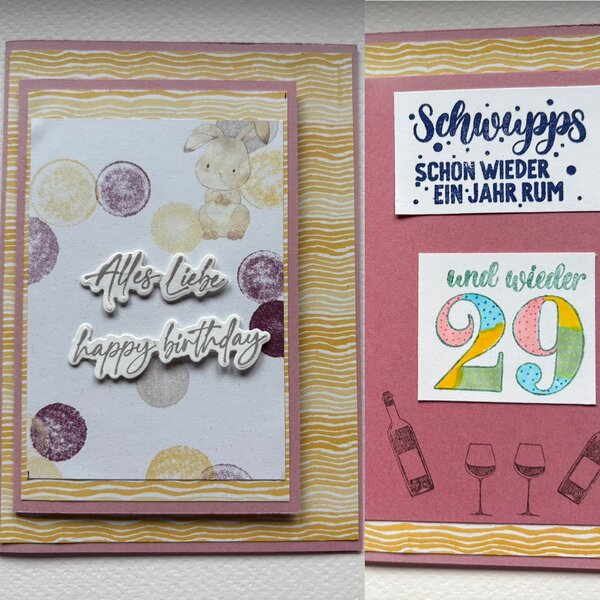 Alles Liebe
happy birthday
Schwupps
SCHON WIEDER
EIN JAHR RUM
und wieder
29